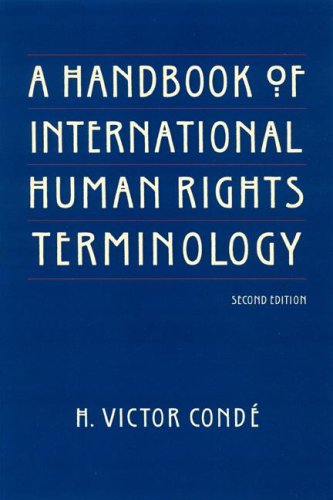 A HANDBOOK OF
INTERNATIONAL
HUMAN RIGHTS
TERMINOLOGY
SECOND EDITION
H. VICTOR CONDÉ